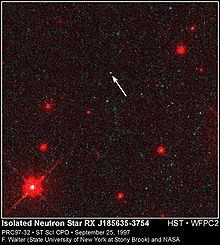 Isolated Neutron Star RX J185635-3754 HST • WFPC2
PRC97-32 • ST ScI OPO • September 25, 1997
F. Walter (State University of New York at Stony Brook) and NASA